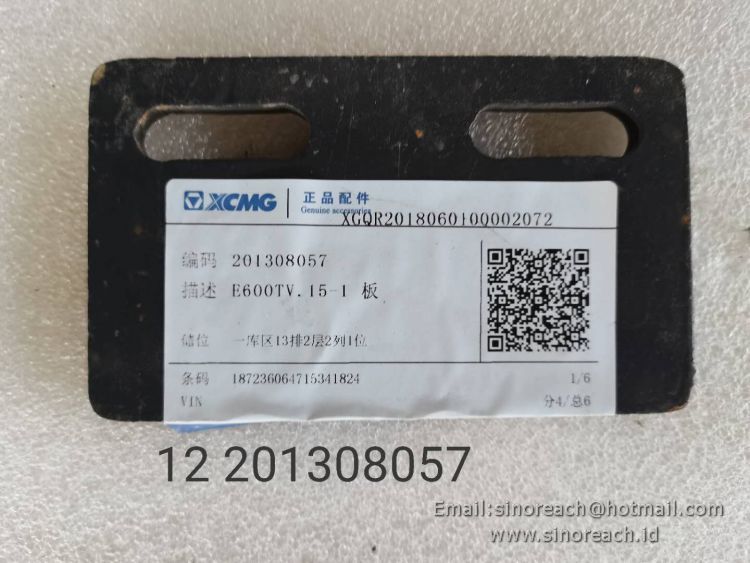 XCMG 正品配件
Genuine accessories
XGQR20180601000002072
编码 201308057
描述 E600TV.15-1 板
储位 一库区13排2层2列1位
条码 187236064715341824 1/6
VIN 分4/总6
12 201308057
Email:sinoreach@hotmail.com
www.sinoreach.id